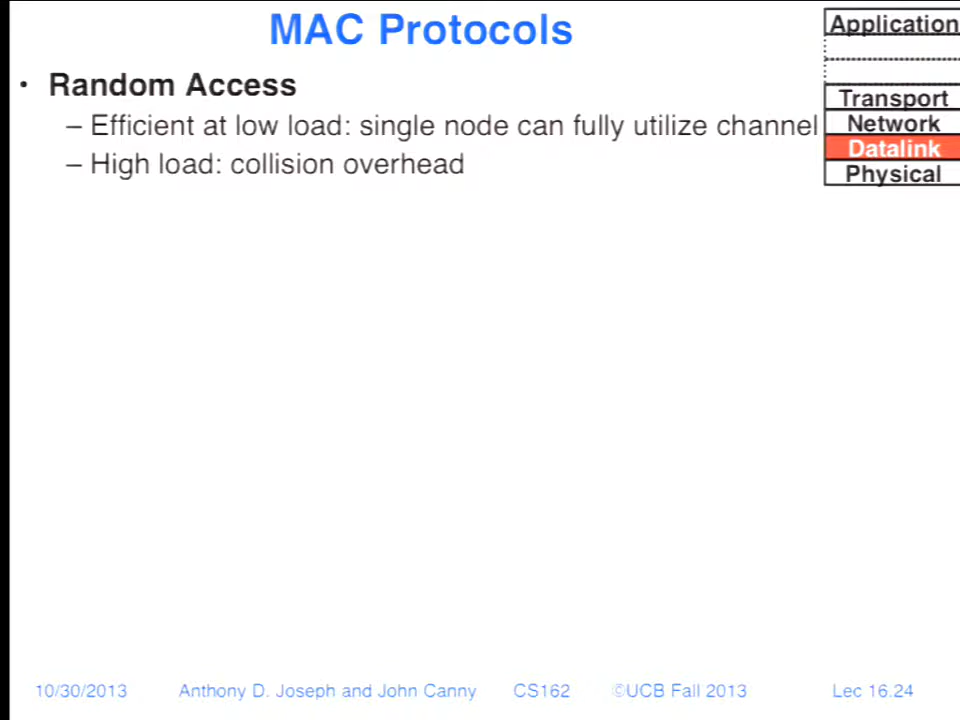 MAC Protocols
• Random Access
– Efficient at low load: single node can fully utilize channel
– High load: collision overhead
Application
Transport
Network
Datalink
Physical
10/30/2013 Anthony D. Joseph and John Canny CS162 ©UCB Fall 2013 Lec 16.24